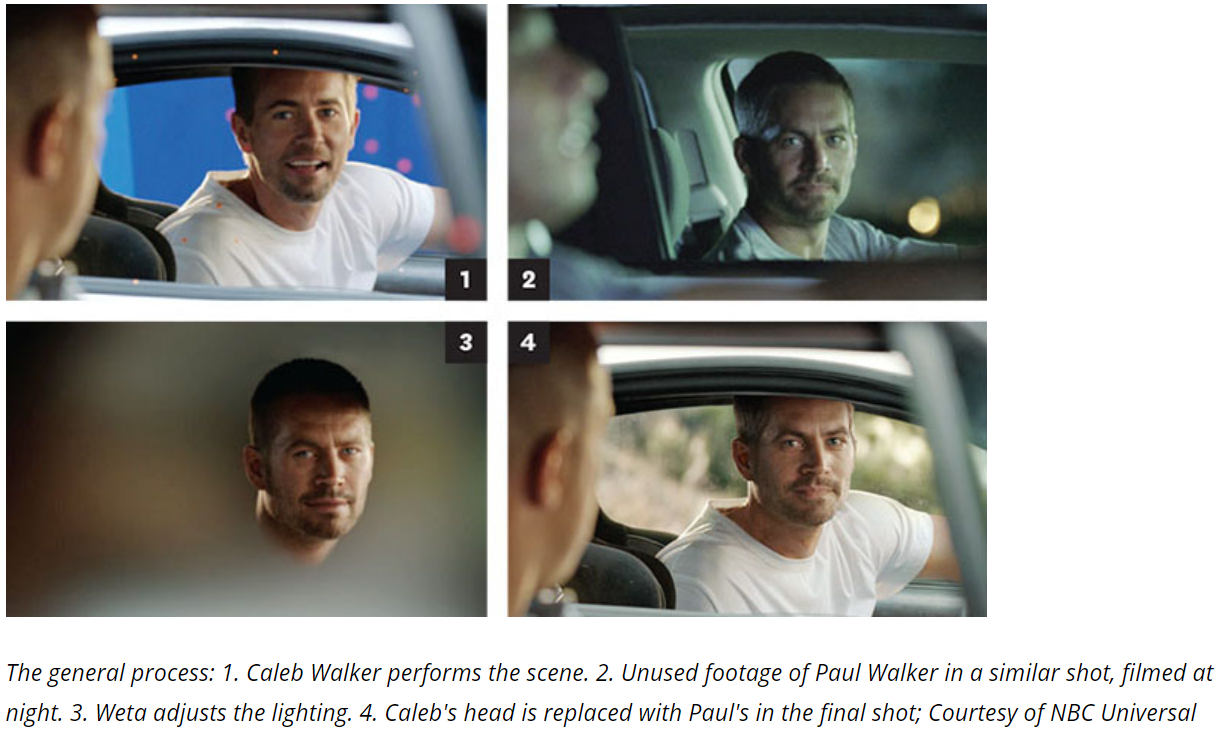 1
2
3
4
The general process: 1. Caleb Walker performs the scene. 2. Unused footage of Paul Walker in a similar shot, filmed at
night. 3. Weta adjusts the lighting. 4. Caleb's head is replaced with Paul's in the final shot; Courtesy of NBC Universal